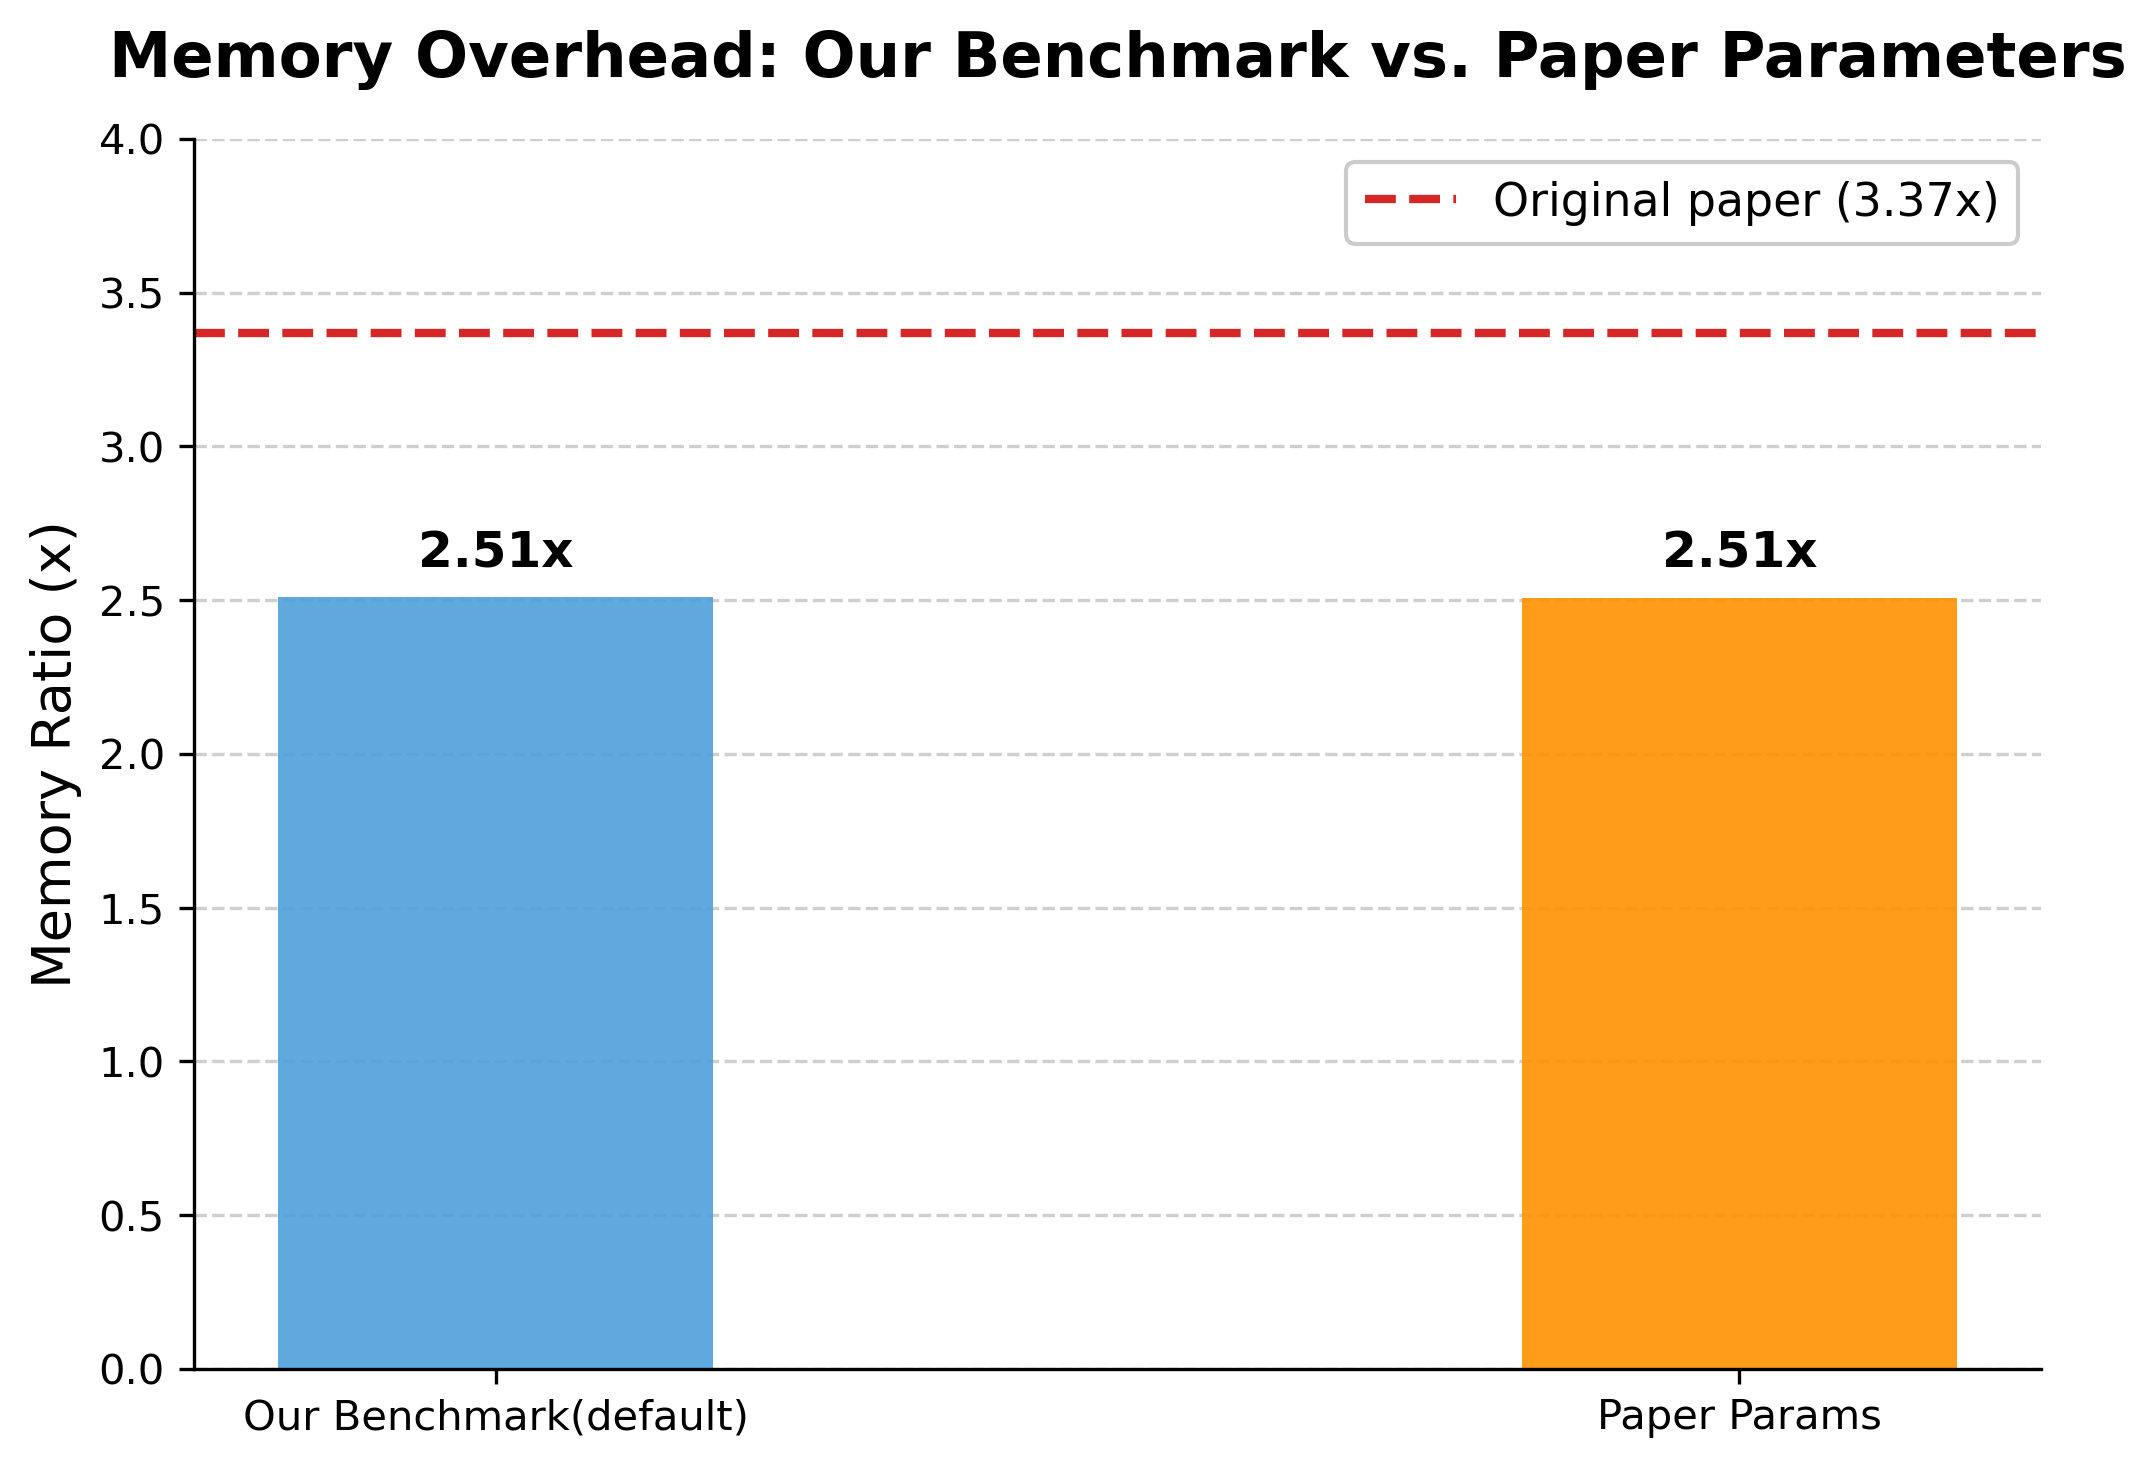 Memory Overhead: Our Benchmark vs. Paper Parameters
Original paper (3.37x)
Memory Ratio (x)
4.0
3.5
3.0
2.5
2.0
1.5
1.0
0.5
0.0
2.51x
2.51x
Our Benchmark(default)
Paper Params